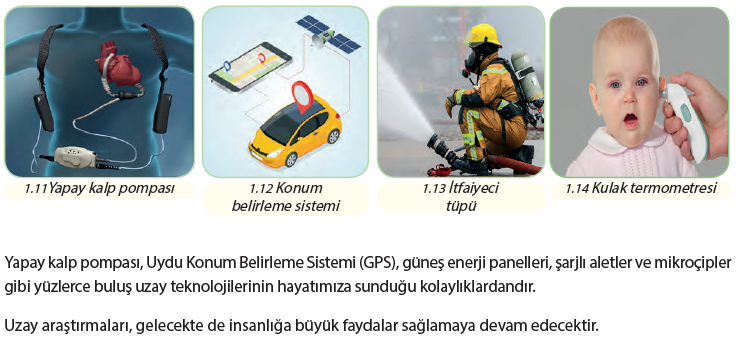 1.11Yapay kalp pompası
1.12 Konum
belirleme sistemi
1.13 İtfaiyeci
tüpü
1.14 Kulak termometresi
Yapay kalp pompası, Uydu Konum Belirleme Sistemi (GPS), güneş enerji panelleri, şarjlı aletler ve mikroçipler
gibi yüzlerce buluş uzay teknolojilerinin hayatımıza sunduğu kolaylıklardandır.
Uzay araştırmaları, gelecekte de insanlığa büyük faydalar sağlamaya devam edecektir.